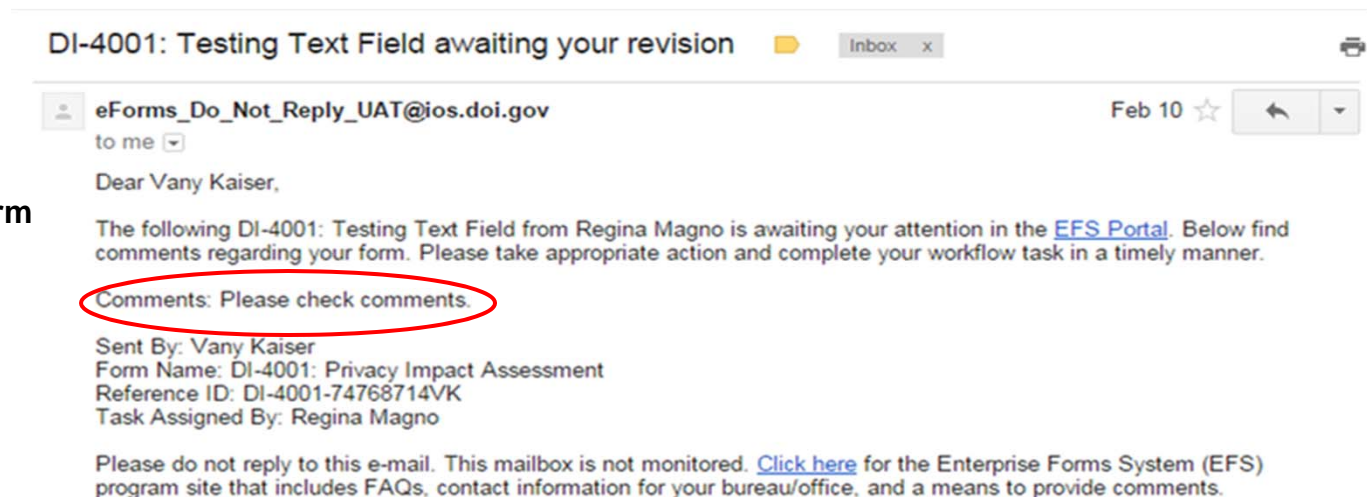 DI-4001: Testing Text Field awaiting your revision Inbox x
eForms_Do_Not_Reply_UAT@ios.doi.gov Feb 10
to me
Dear Vany Kaiser,
rm
The following DI-4001: Testing Text Field from Regina Magno is awaiting your attention in the EFS Portal. Below find
comments regarding your form. Please take appropriate action and complete your workflow task in a timely manner.
Comments: Please check comments.
Sent By: Vany Kaiser
Form Name: DI-4001: Privacy Impact Assessment
Reference ID: DI-4001-74768714VK
Task Assigned By: Regina Magno
Please do not reply to this e-mail. This mailbox is not monitored. Click here for the Enterprise Forms System (EFS)
program site that includes FAQs, contact information for your bureau/office, and a means to provide comments.